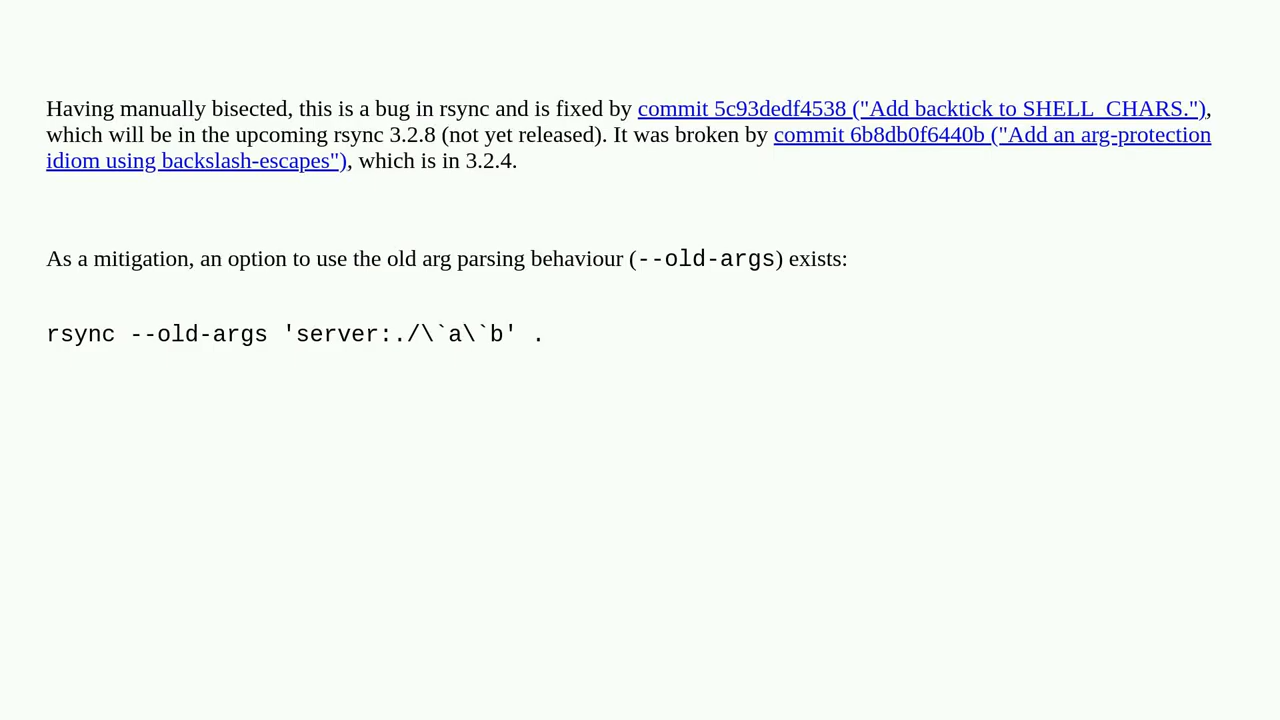 Having manually bisected, this is a bug in rsync and is fixed by commit 5c93dedf4538 ("Add backtick to SHELL_CHARS."),
which will be in the upcoming rsync 3.2.8 (not yet released). It was broken by commit 6b8db0f6440b ("Add an arg-protection
idiom using backslash-escapes"), which is in 3.2.4.
As a mitigation, an option to use the old arg parsing behaviour (--old-args) exists:
rsync --old-args 'server:./\`a\`b' .